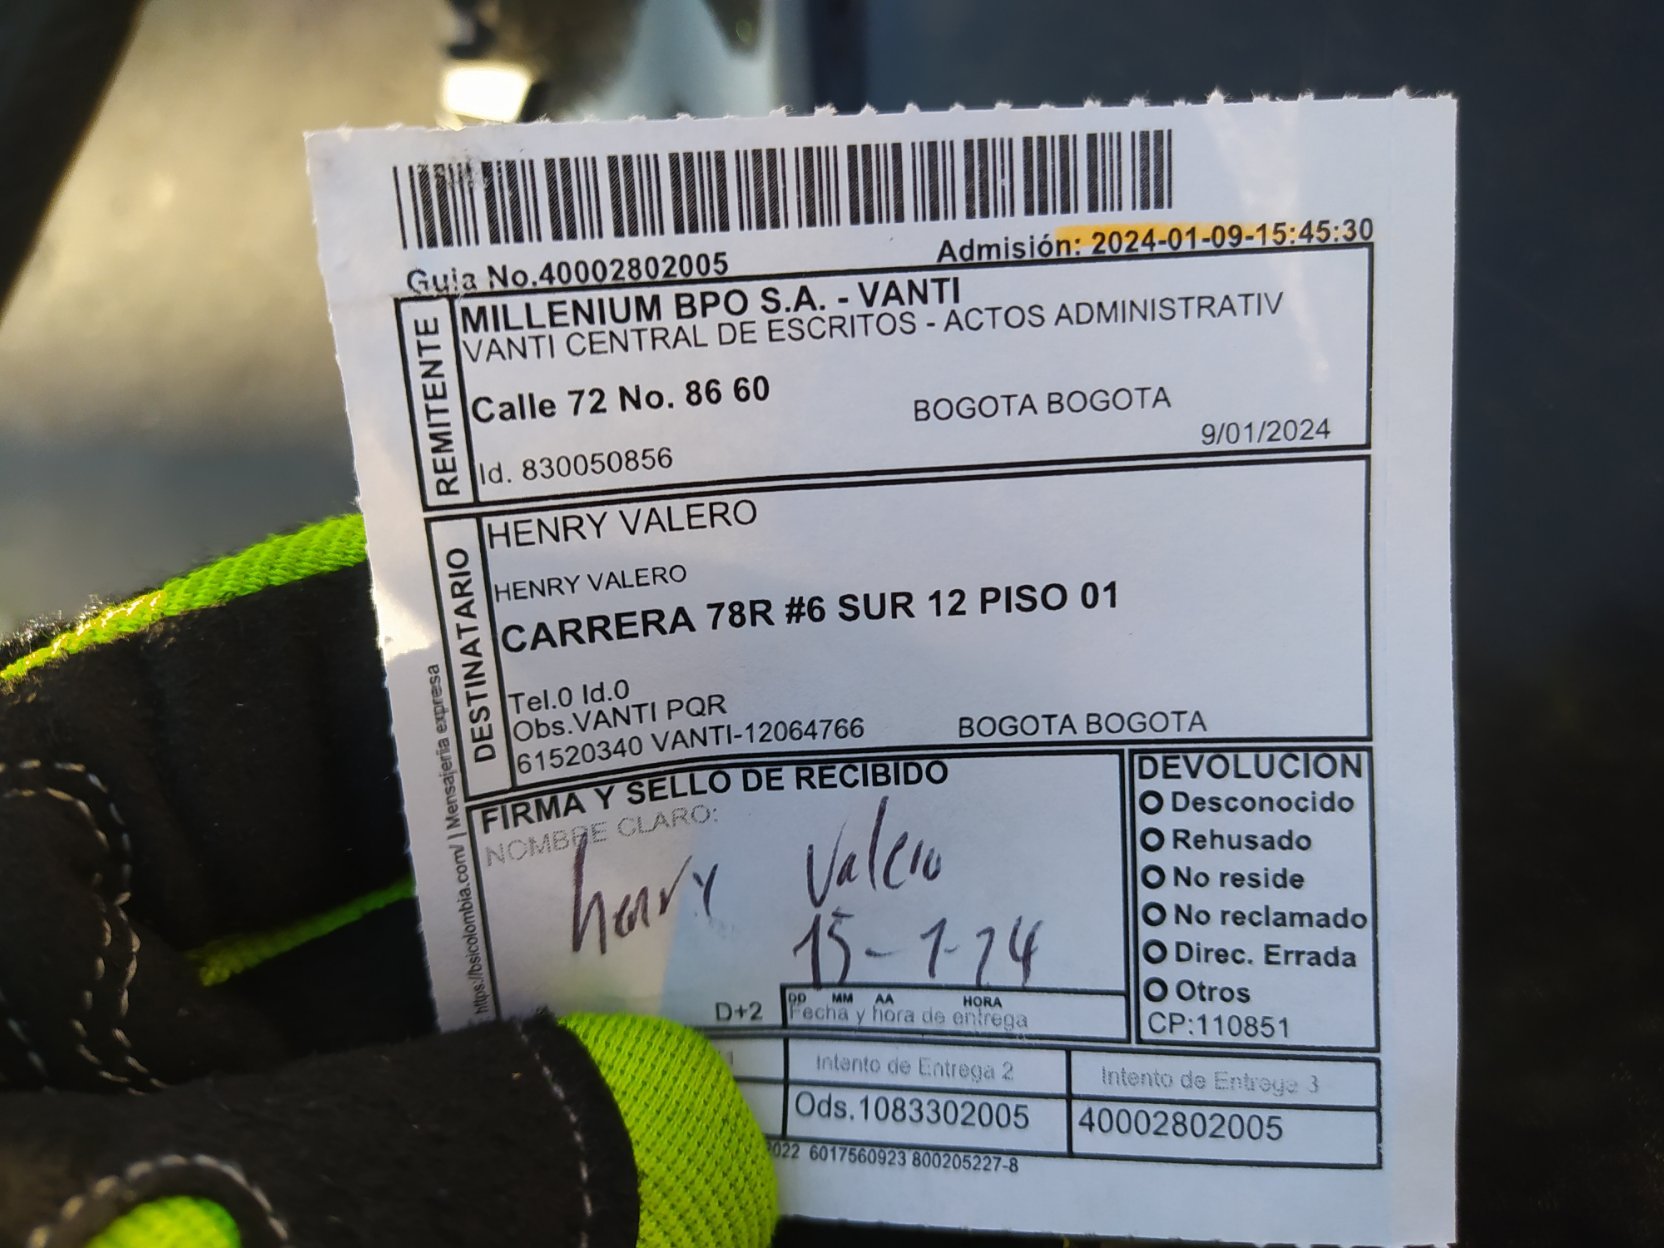 Guia No.40002802005
Admisión: 2024-01-09-15:45:30
REMITENTE
MILLENIUM BPO S.A. - VANTI
VANTI CENTRAL DE ESCRITOS - ACTOS ADMINISTRATIV
Calle 72 No. 86 60
BOGOTA BOGOTA
Id. 830050856
9/01/2024
DESTINATARIO
HENRY VALERO
HENRY VALERO
CARRERA 78R #6 SUR 12 PISO 01
Tel.0 Id.0
Obs.VANTI PQR
61520340 VANTI-12064766
BOGOTA BOGOTA
https://bsicolombia.com/ | Mensajeria expresa
FIRMA Y SELLO DE RECIBIDO
NOMBRE CLARO:
henry Valero
15-1-24
D+2
DD MM AA HORA
Fecha y hora de entrega
DEVOLUCION
Desconocido
Rehusado
No reside
No reclamado
Direc. Errada
Otros
CP:110851
Intento de Entrega 2
Intento de Entrega 3
Ods.1083302005
40002802005
6017560923 800205227-8